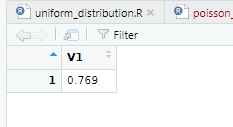 uniform_distribution.R
poisson_
Filter
V1
1 0.769